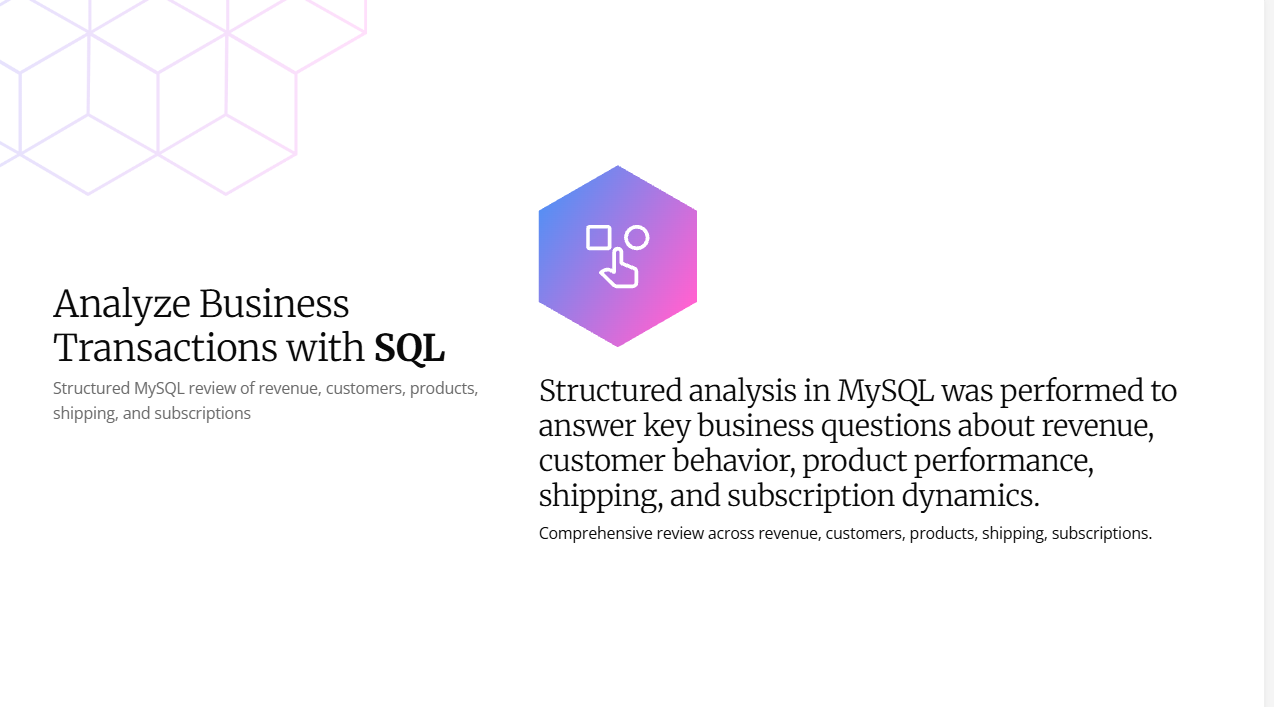 Analyze Business
Transactions with SQL
Structured MySQL review of revenue, customers, products,
shipping, and subscriptions
Structured analysis in MySQL was performed to
answer key business questions about revenue,
customer behavior, product performance,
shipping, and subscription dynamics.
Comprehensive review across revenue, customers, products, shipping, subscriptions.